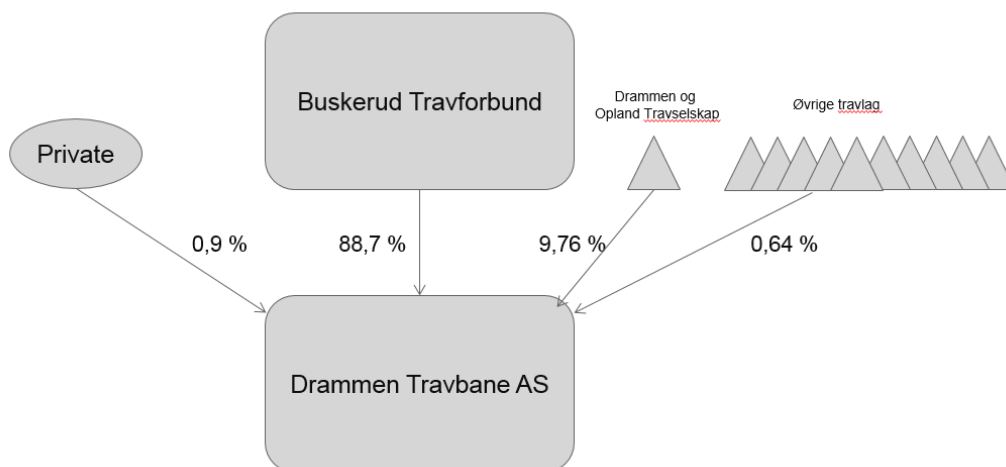 Buskerud Travforbund
Drammen og
Opland Travselskap
Øvrige travlag
Private
0,9 %
88,7 %
9,76 %
0,64 %
Drammen Travbane AS